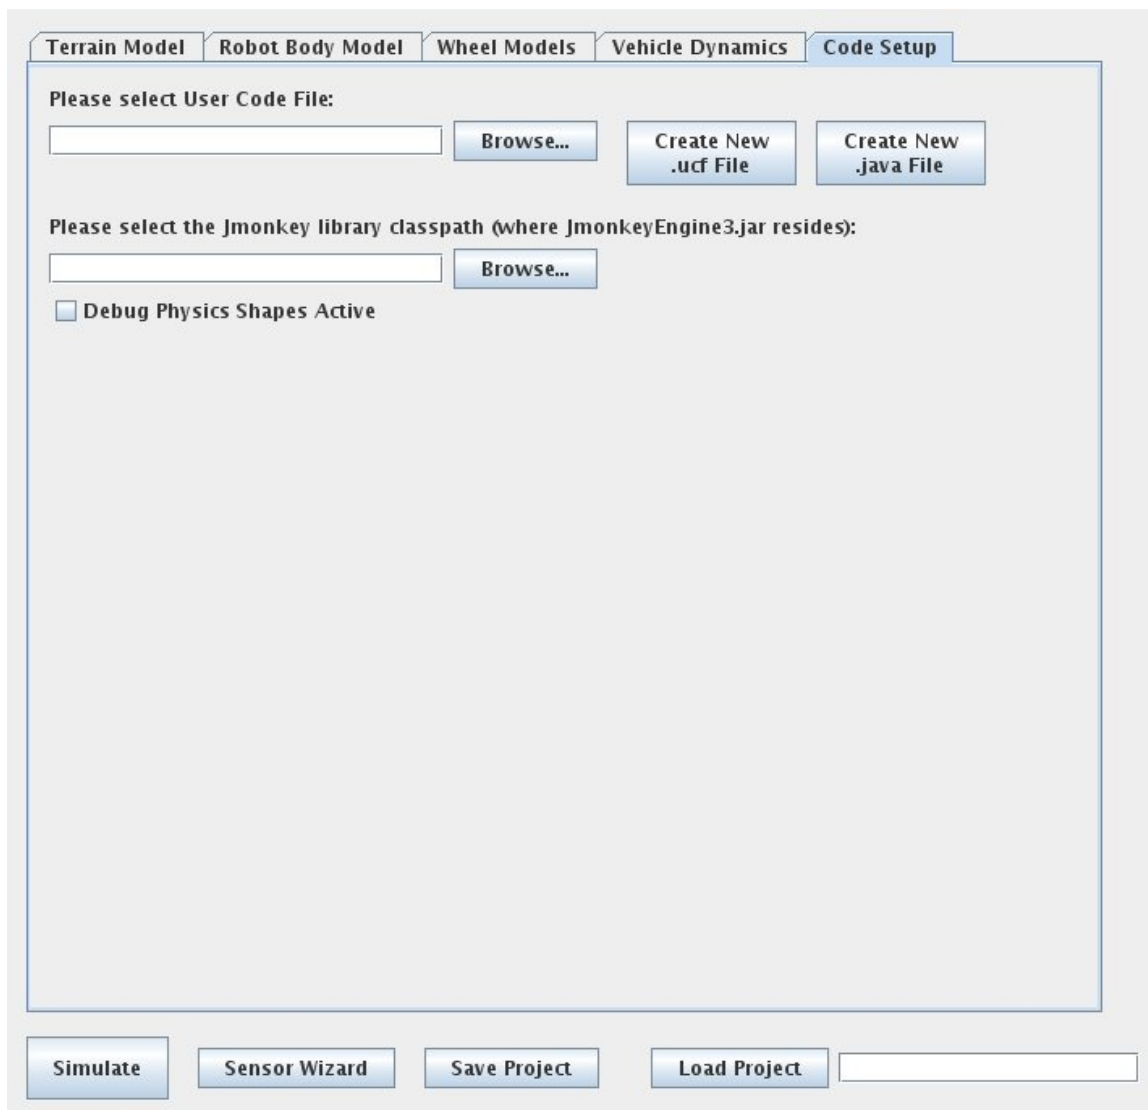 Terrain Model Robot Body Model Wheel Models Vehicle Dynamics Code Setup
Please select User Code File:
Browse... Create New .ucf File Create New .java File
Please select the Jmonkey library classpath (where JmonkeyEngine3.jar resides):
Browse...
Debug Physics Shapes Active
Simulate Sensor Wizard Save Project Load Project